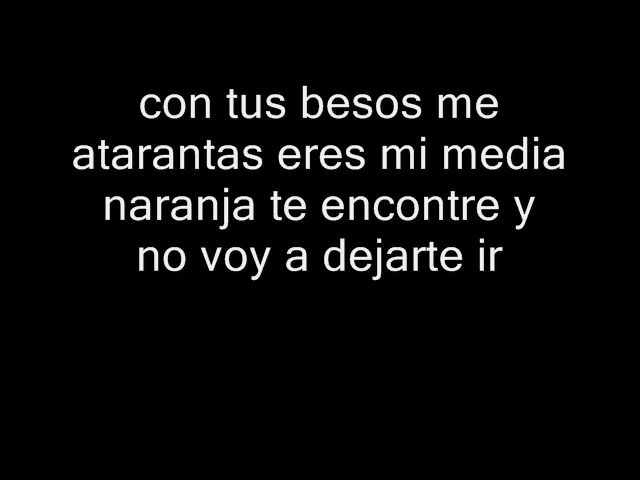 con tus besos me
atarantas eres mi media
naranja te encontre y
no voy a dejarte ir